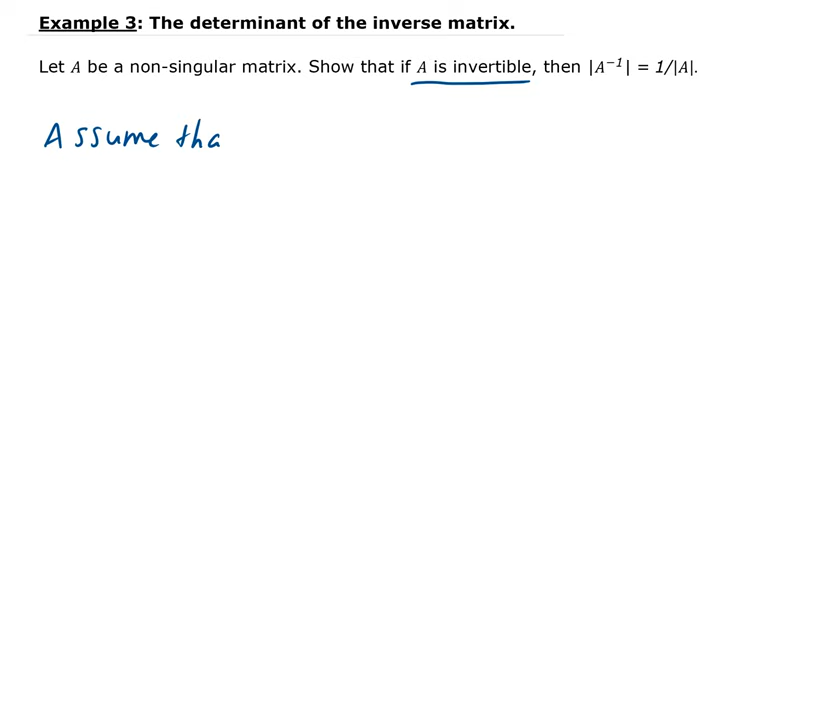 Example 3: The determinant of the inverse matrix.
Let A be a non-singular matrix. Show that if A is invertible, then |A⁻¹| = 1/|A|.
Assume tha